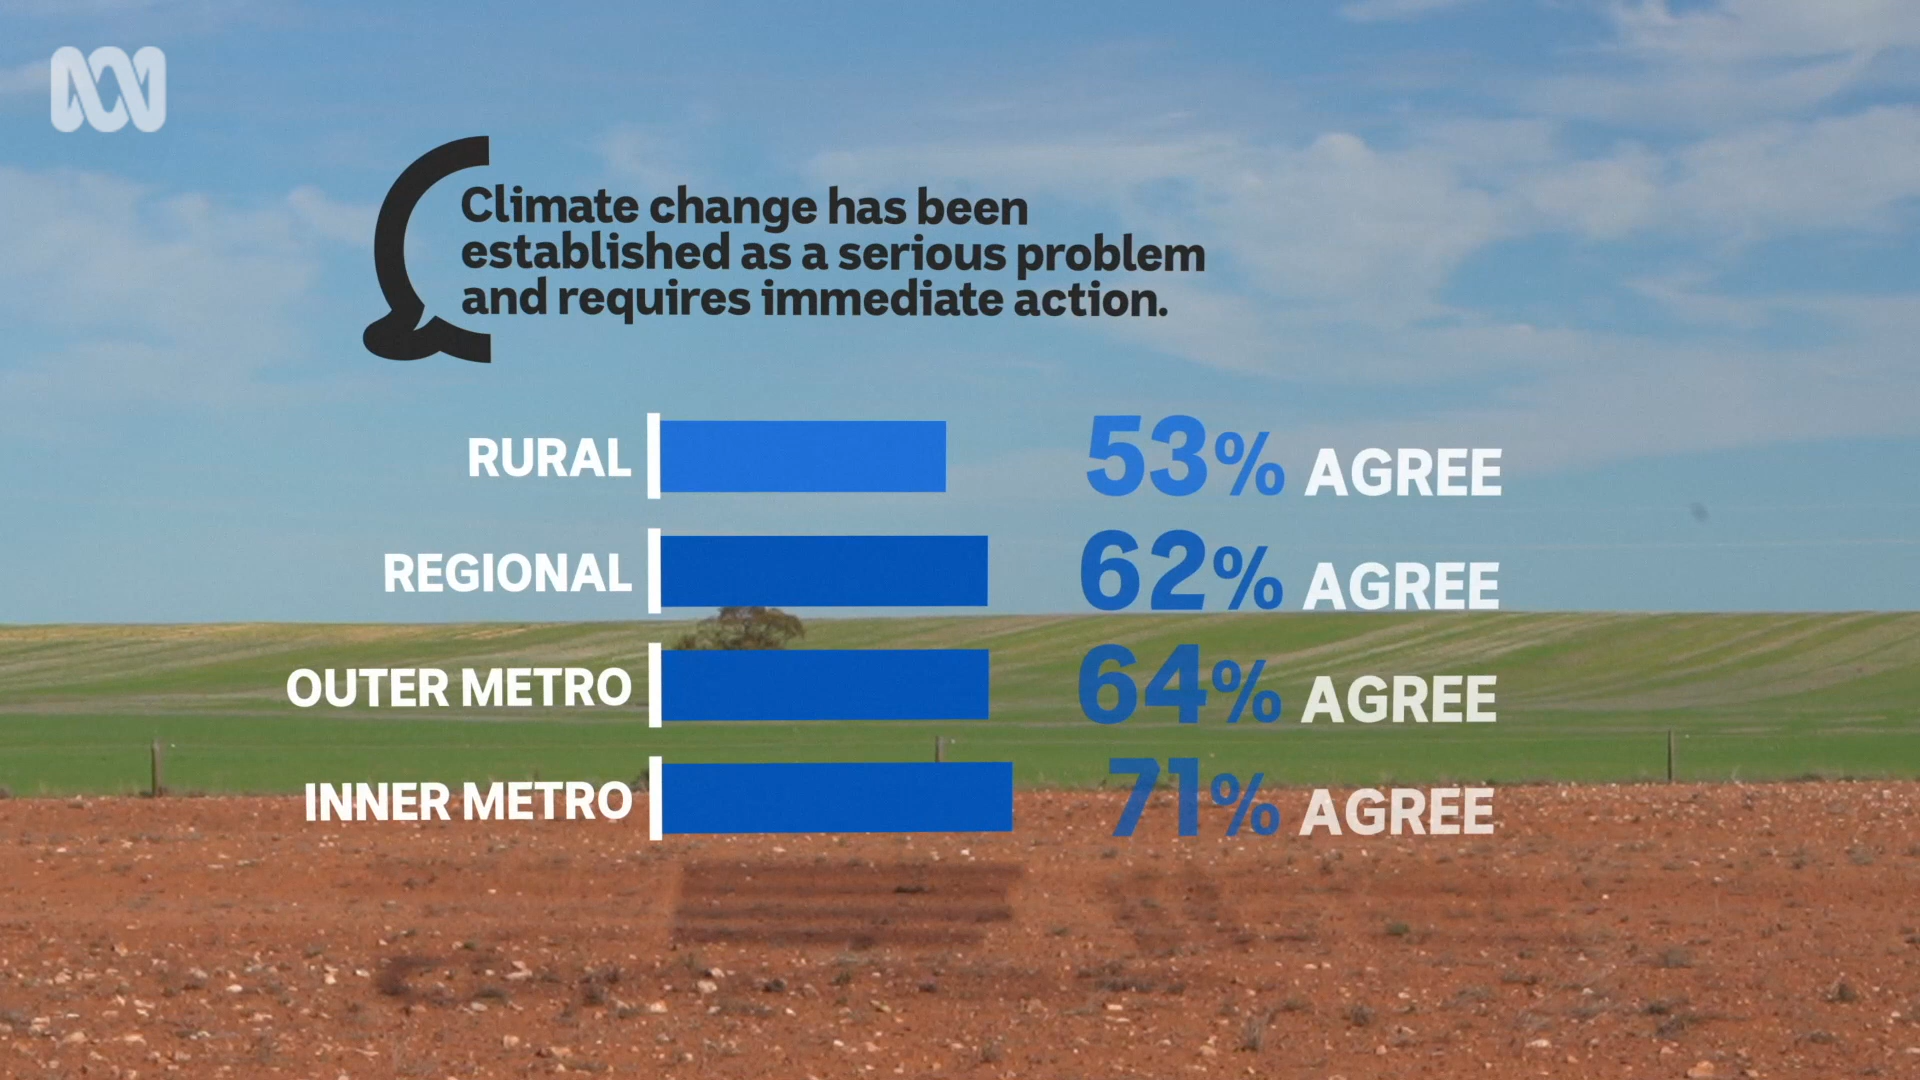 Climate change has been
established as a serious problem
and requires immediate action.
RURAL 53% AGREE
REGIONAL 62% AGREE
OUTER METRO 64% AGREE
INNER METRO 71% AGREE